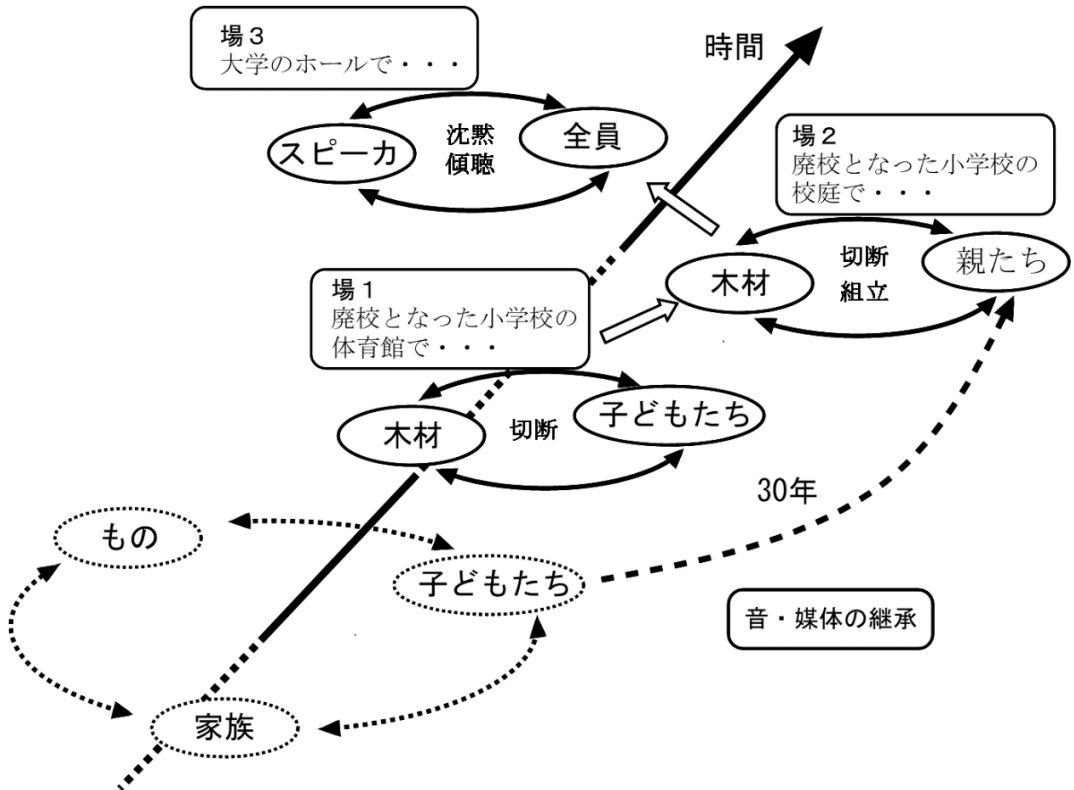 場３
大学のホールで・・・
時間
スピーカ
沈黙
傾聴
全員
場２
廃校となった小学校の
校庭で・・・
木材
切断
組立
親たち
場１
廃校となった小学校の
体育館で・・・
木材
切断
子どもたち
30年
もの
子どもたち
音・媒体の継承
家族